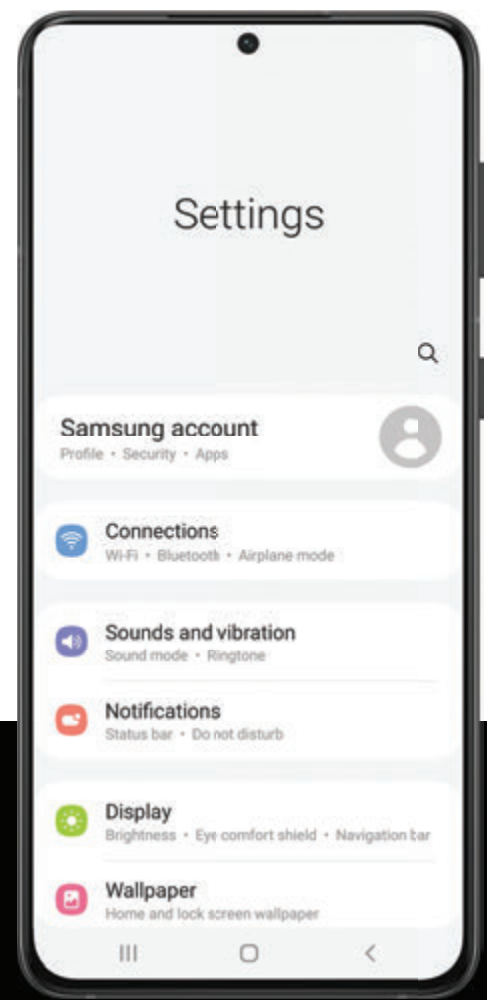 Settings
Samsung account
Profile • Security • Apps
Connections
Wi-Fi • Bluetooth • Airplane mode
Sounds and vibration
Sound mode • Ringtone
Notifications
Status bar • Do not disturb
Display
Brightness • Eye comfort shield • Navigation bar
Wallpaper
Home and lock screen wallpaper